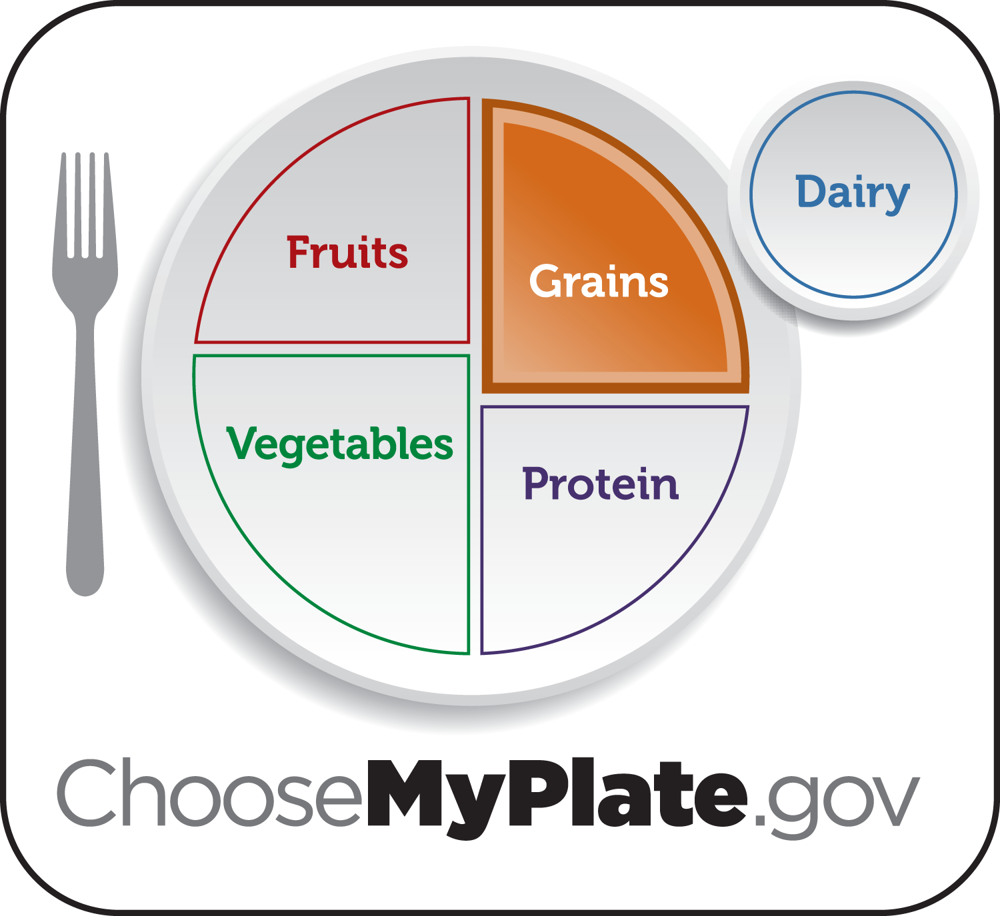 Fruits
Grains
Dairy
Vegetables
Protein
ChooseMyPlate.gov